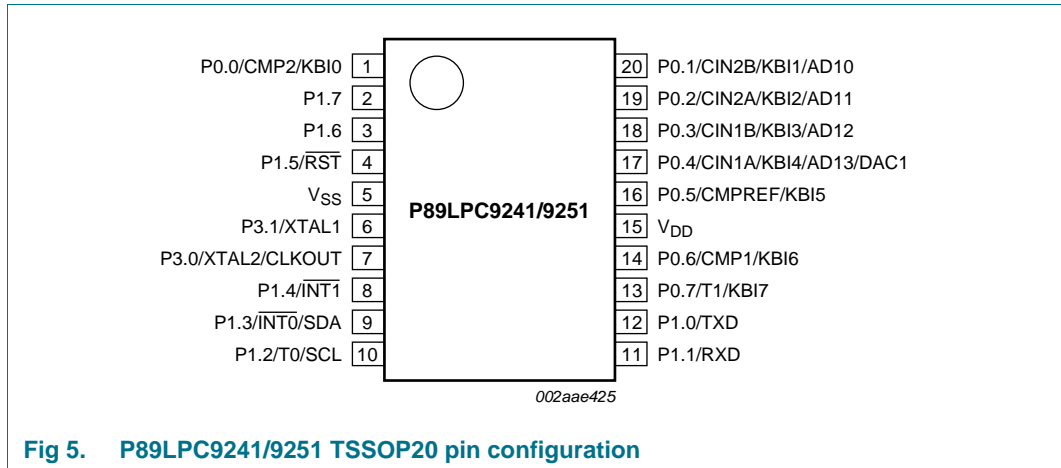 P0.0/CMP2/KBI0 1
P1.7 2
P1.6 3
P1.5/R̅S̅T̅ 4
VSS 5
P3.1/XTAL1 6
P3.0/XTAL2/CLKOUT 7
P1.4/I̅N̅T̅1̅ 8
P1.3/I̅N̅T̅0̅/SDA 9
P1.2/T0/SCL 10
P89LPC9241/9251
20 P0.1/CIN2B/KBI1/AD10
19 P0.2/CIN2A/KBI2/AD11
18 P0.3/CIN1B/KBI3/AD12
17 P0.4/CIN1A/KBI4/AD13/DAC1
16 P0.5/CMPREF/KBI5
15 VDD
14 P0.6/CMP1/KBI6
13 P0.7/T1/KBI7
12 P1.0/TXD
11 P1.1/RXD
002aae425
Fig 5. P89LPC9241/9251 TSSOP20 pin configuration